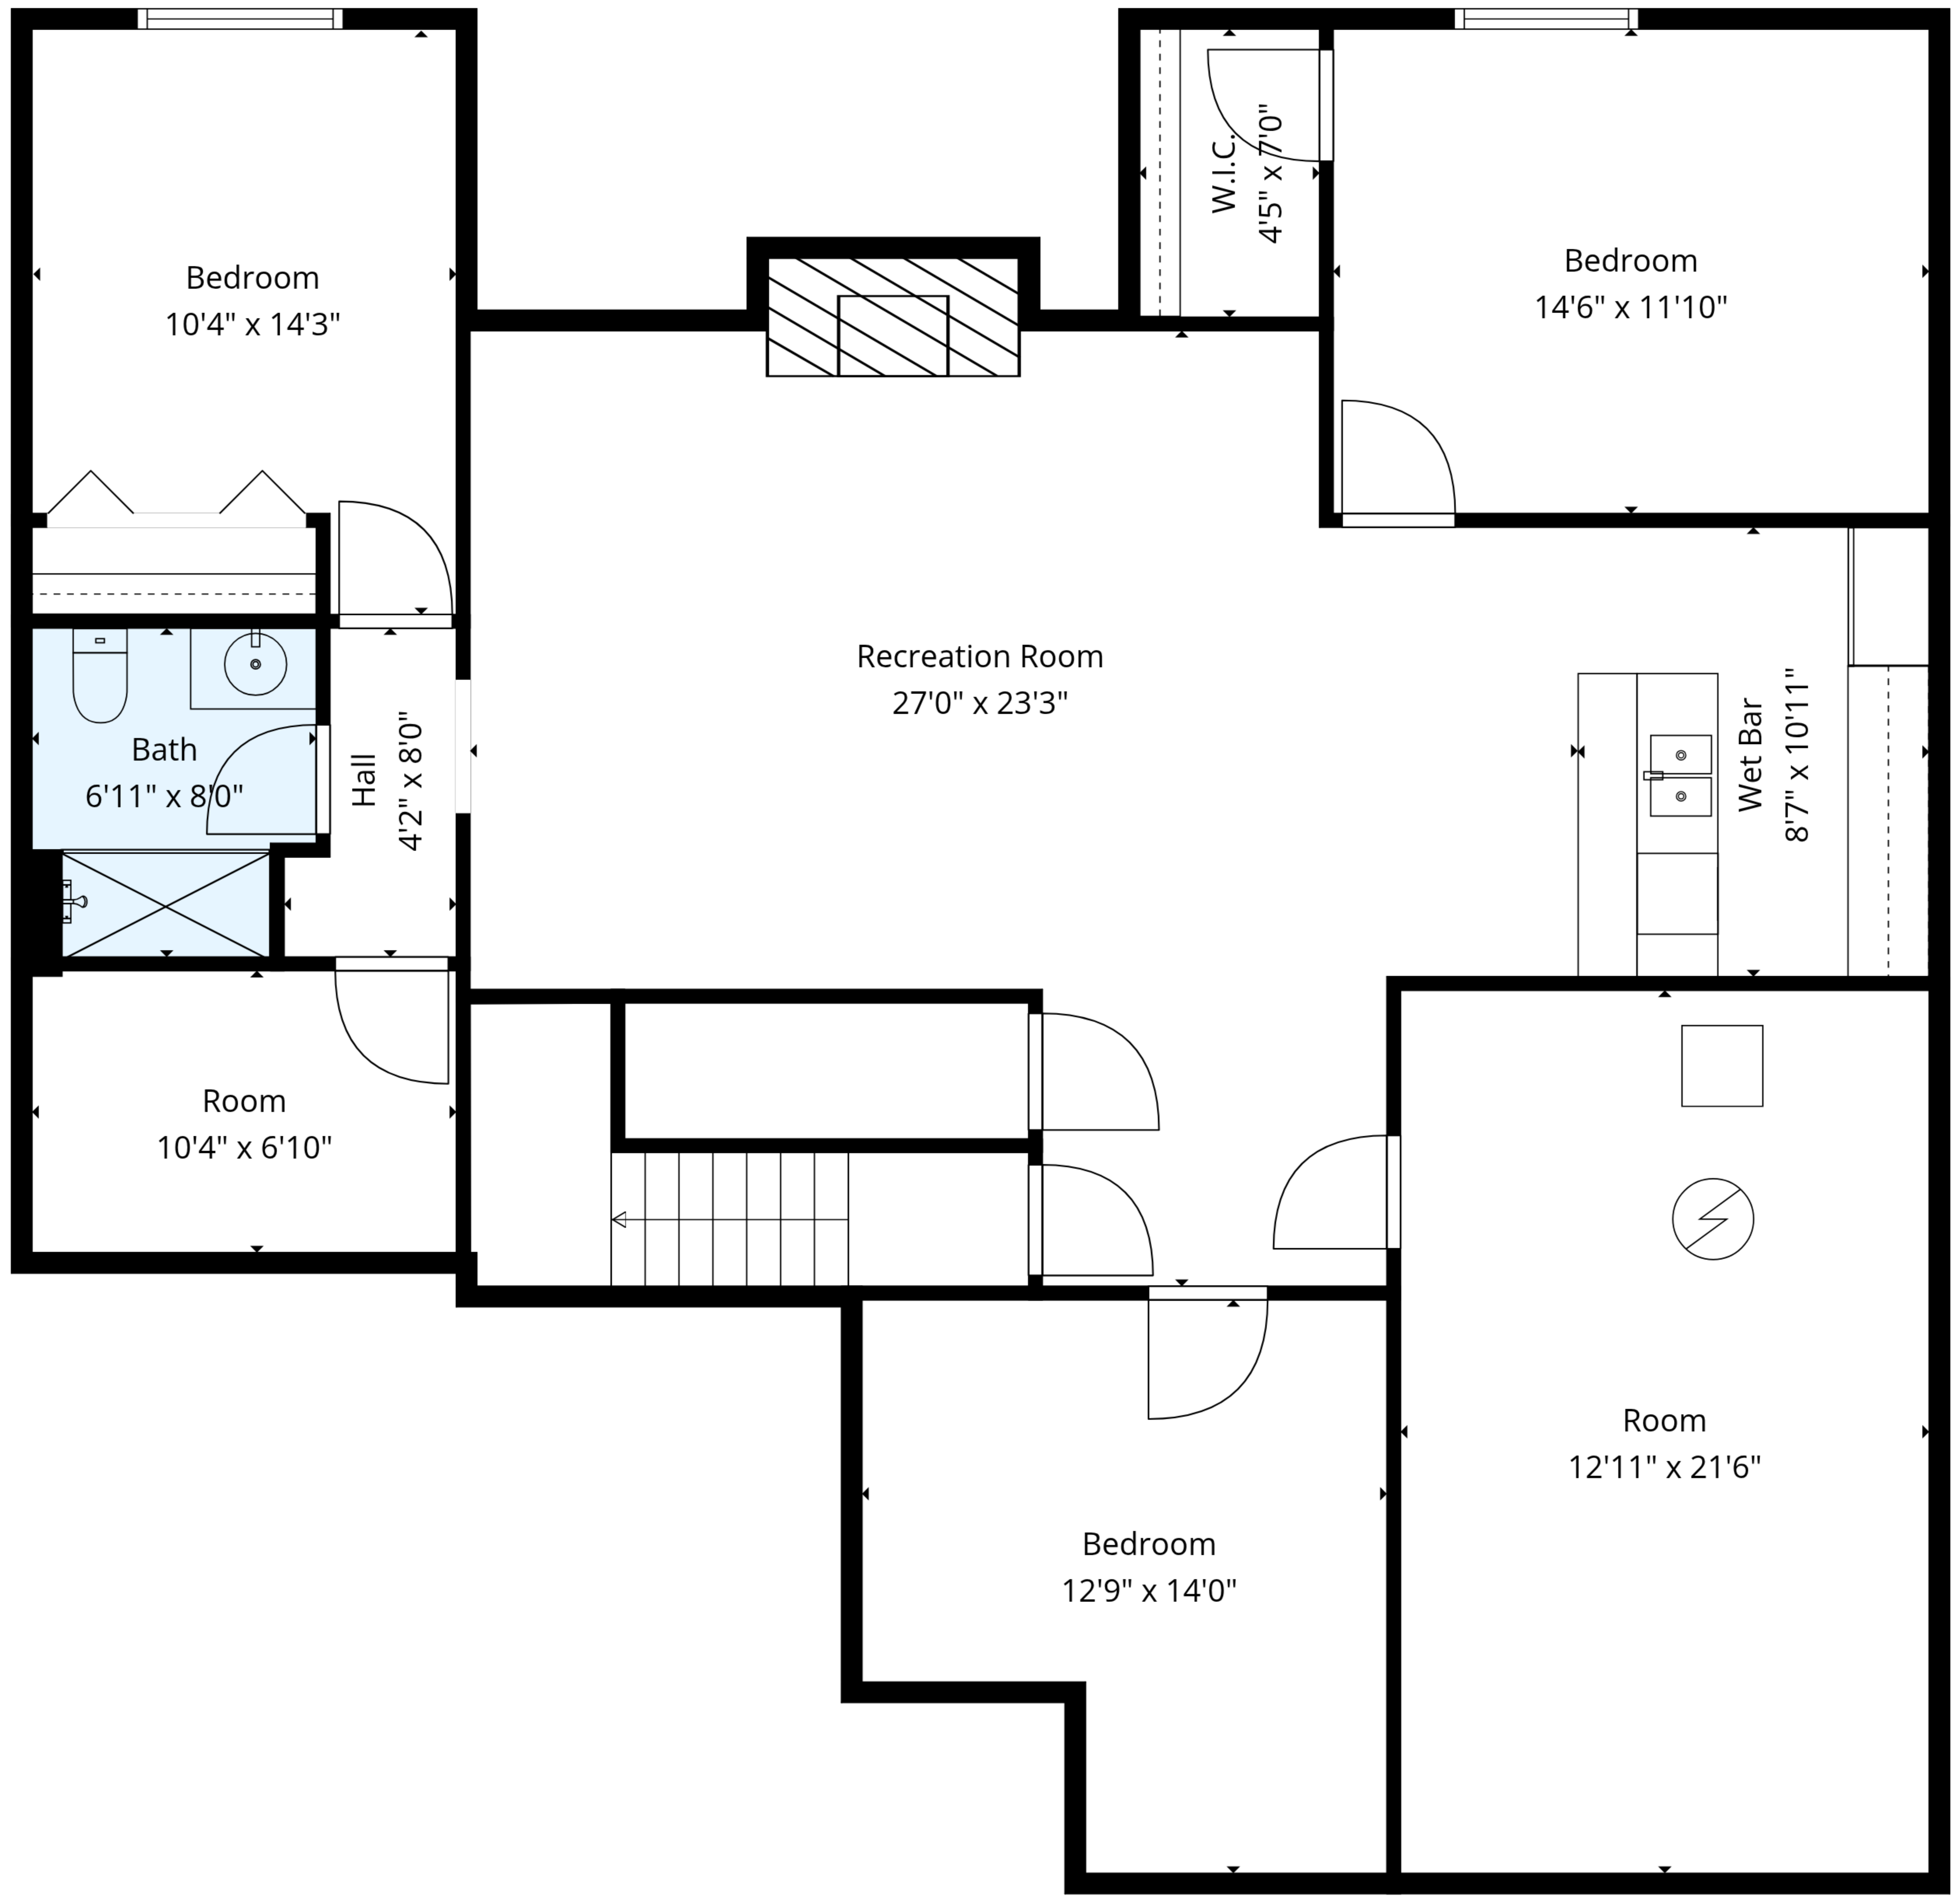 Bedroom
10'4" x 14'3"
W.I.C.
4'5" x 7'0"
Bedroom
14'6" x 11'10"
Recreation Room
27'0" x 23'3"
Bath
6'11" x 8'0"
Hall
4'2" x 8'0"
Wet Bar
8'7" x 10'11"
Room
10'4" x 6'10"
Room
12'11" x 21'6"
Bedroom
12'9" x 14'0"